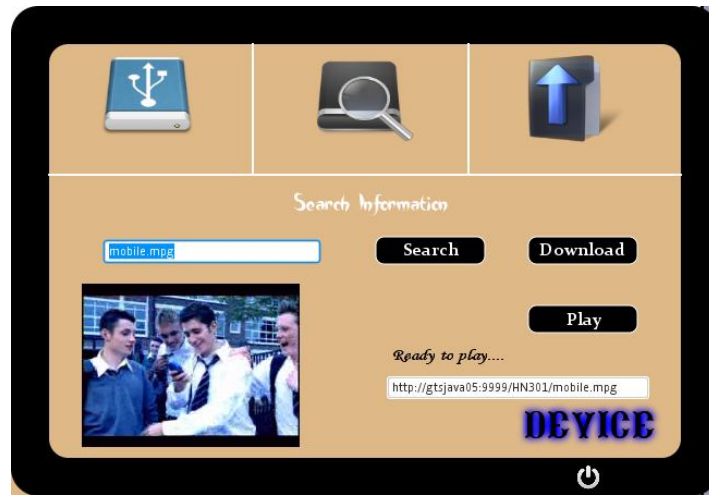 Search Information
mobile.mpg
Search
Download
Play
Ready to play....
http://gtsjava05:9999/HN301/mobile.mpg
DEVICE